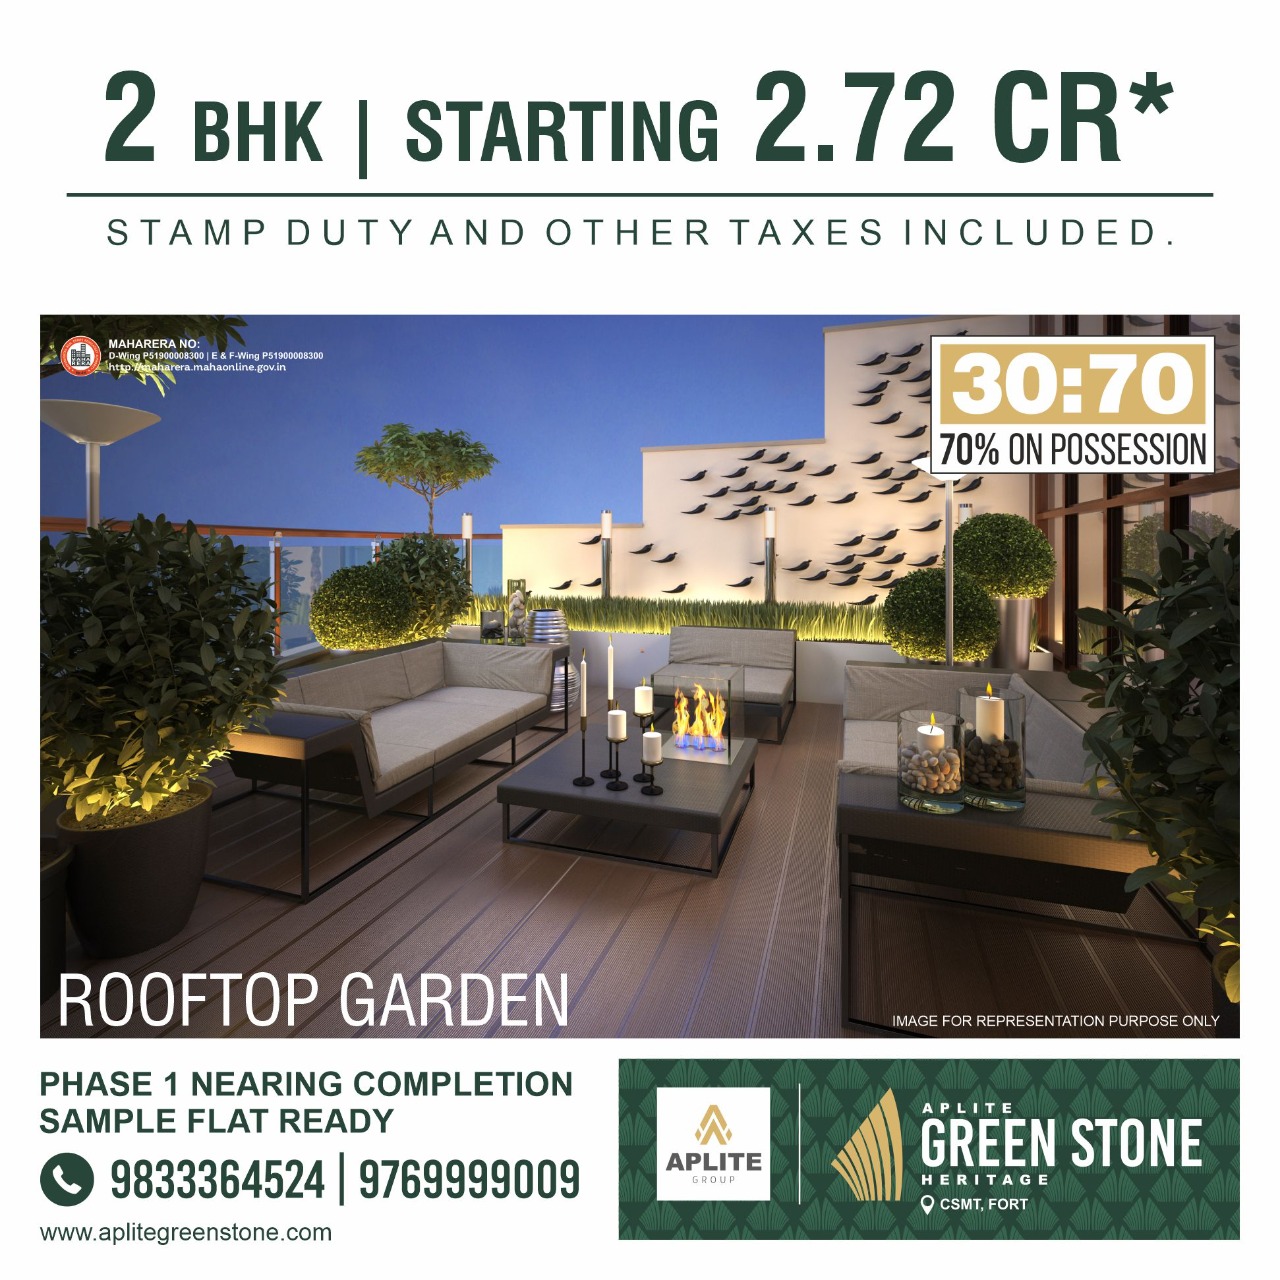 2 BHK | STARTING 2.72 CR*
STAMP DUTY AND OTHER TAXES INCLUDED.
MAHARERA NO:
D-Wing P51900008300 | E & F-Wing P51900008300
http://maharera.mahaonline.gov.in
30:70
70% ON POSSESSION
ROOFTOP GARDEN
IMAGE FOR REPRESENTATION PURPOSE ONLY
PHASE 1 NEARING COMPLETION
SAMPLE FLAT READY
9833364524 | 9769999009
www.aplitegreenstone.com
APLITE
GROUP
APLITE
GREEN STONE
HERITAGE
CSMT, FORT